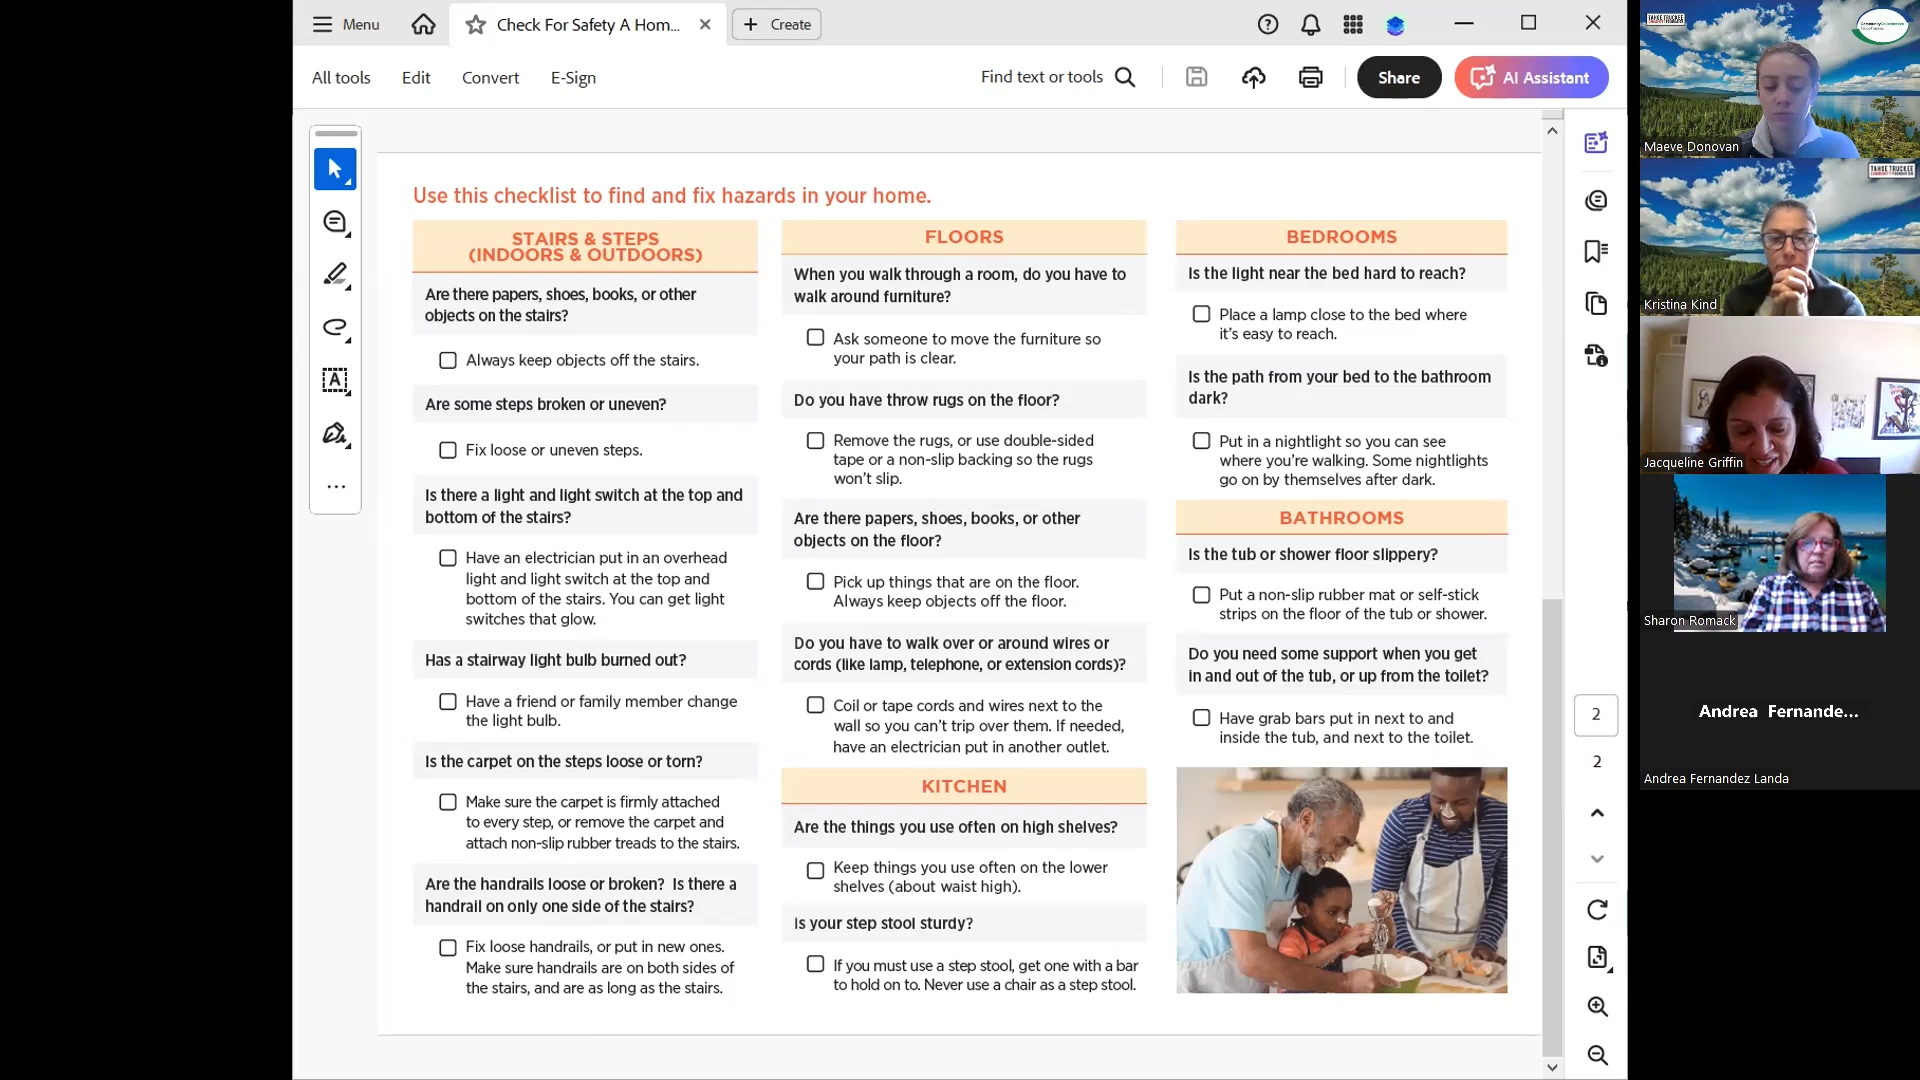 Menu
Check For Safety A Hom...
Create
All tools
Edit
Convert
E-Sign
Find text or tools
Share
AI Assistant
Use this checklist to find and fix hazards in your home.
STAIRS & STEPS
(INDOORS & OUTDOORS)
Are there papers, shoes, books, or other
objects on the stairs?
Always keep objects off the stairs.
Are some steps broken or uneven?
Fix loose or uneven steps.
Is there a light and light switch at the top and
bottom of the stairs?
Have an electrician put in an overhead
light and light switch at the top and
bottom of the stairs. You can get light
switches that glow.
Has a stairway light bulb burned out?
Have a friend or family member change
the light bulb.
Is the carpet on the steps loose or torn?
Make sure the carpet is firmly attached
to every step, or remove the carpet and
attach non-slip rubber treads to the stairs.
Are the handrails loose or broken? Is there a
handrail on only one side of the stairs?
Fix loose handrails, or put in new ones.
Make sure handrails are on both sides of
the stairs, and are as long as the stairs.
FLOORS
When you walk through a room, do you have to
walk around furniture?
Ask someone to move the furniture so
your path is clear.
Do you have throw rugs on the floor?
Remove the rugs, or use double-sided
tape or a non-slip backing so the rugs
won't slip.
Are there papers, shoes, books, or other
objects on the floor?
Pick up things that are on the floor.
Always keep objects off the floor.
Do you have to walk over or around wires or
cords (like lamp, telephone, or extension cords)?
Coil or tape cords and wires next to the
wall so you can't trip over them. If needed,
have an electrician put in another outlet.
KITCHEN
Are the things you use often on high shelves?
Keep things you use often on the lower
shelves (about waist high).
Is your step stool sturdy?
If you must use a step stool, get one with a bar
to hold on to. Never use a chair as a step stool.
BEDROOMS
Is the light near the bed hard to reach?
Place a lamp close to the bed where
it's easy to reach.
Is the path from your bed to the bathroom
dark?
Put in a nightlight so you can see
where you're walking. Some nightlights
go on by themselves after dark.
BATHROOMS
Is the tub or shower floor slippery?
Put a non-slip rubber mat or self-stick
strips on the floor of the tub or shower.
Do you need some support when you get
in and out of the tub, or up from the toilet?
Have grab bars put in next to and
inside the tub, and next to the toilet.
2
2
TAHOE TRUCKEE
Maeve Donovan
TAHOE TRUCKEE
Kristina Kind
Jacqueline Griffin
Sharon Romack
Andrea Fernande...
Andrea Fernandez Landa